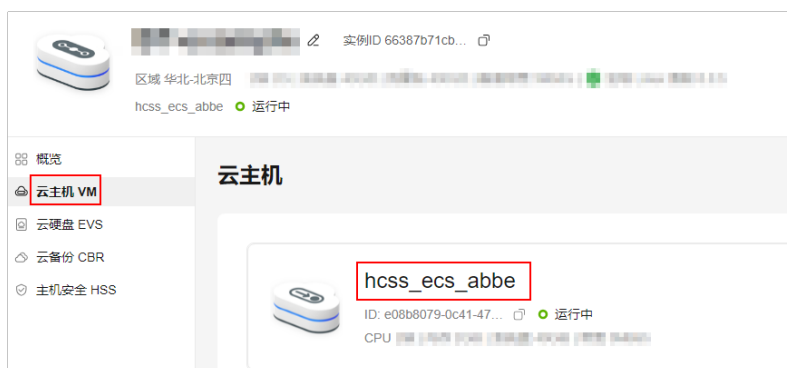 实例ID 66387b71cb...
区域 华北-北京四
hcss_ecs_abbe 运行中
概览
云主机 VM
云硬盘 EVS
云备份 CBR
主机安全 HSS
云主机
hcss_ecs_abbe
ID: e08b8079-0c41-47... 运行中
CPU